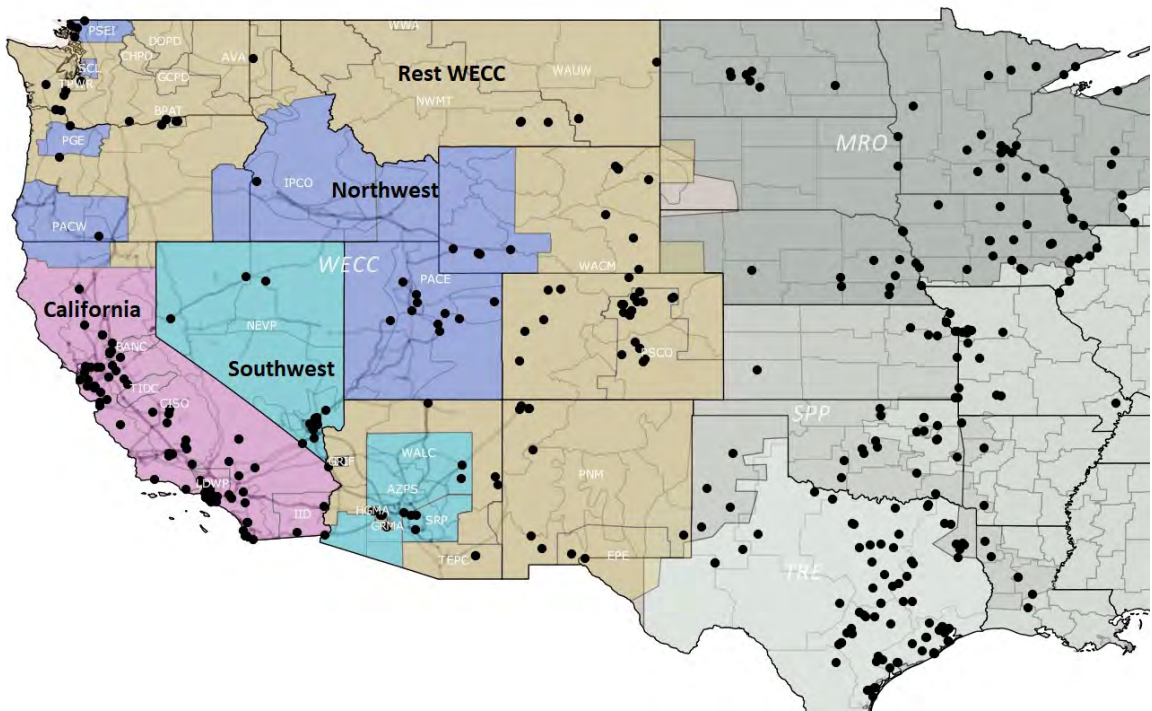 PSEI
WWA
DOPD
CHPD
AVA
SCL
GCPD
Rest WECC
WAUW
NWMT
BPAT
PGE
MRO
IPCO
Northwest
PACW
WECC
PACE
WACM
California
NEVP
BANC
PSCO
Southwest
TIDC
CISO
SPP
WALC
GRIF
PNM
LDWP
AZPS
IID
HGMA
SRP
GRMA
TEPC
EPE
TRE